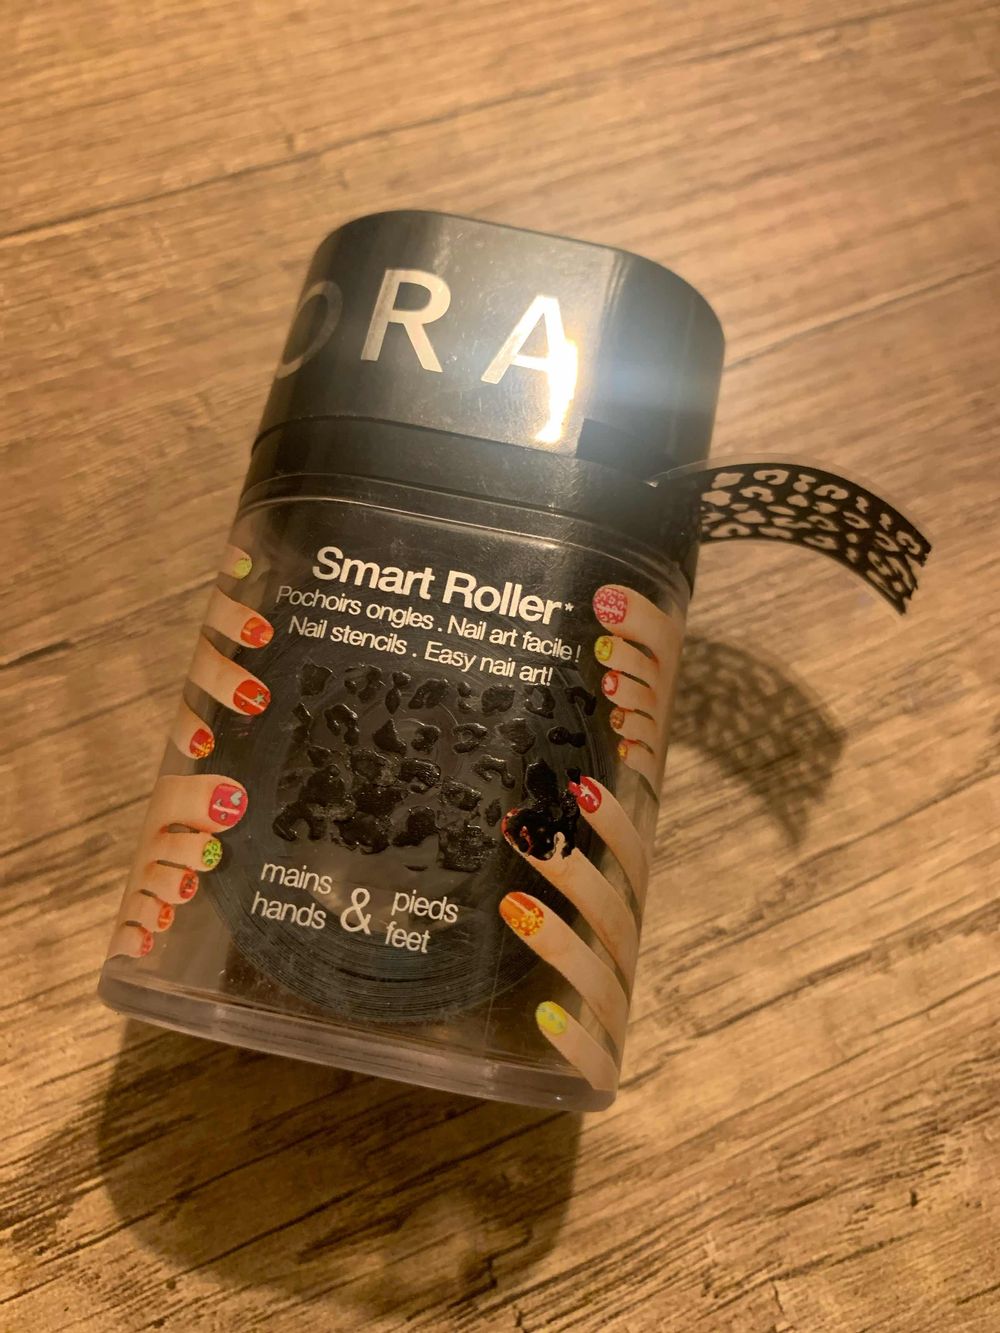 ORA
Smart Roller*
Pochoirs ongles . Nail art facile !
Nail stencils . Easy nail art!
mains
hands
&
pieds
feet